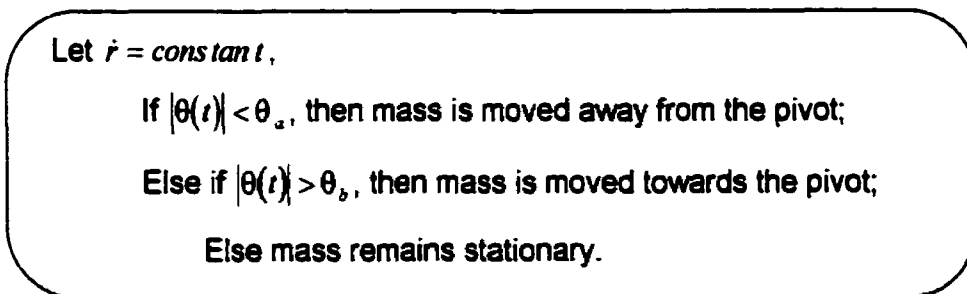 Let ṙ = constant,
If |θ(t)| < θₐ, then mass is moved away from the pivot;
Else if |θ(t)| > θ_b, then mass is moved towards the pivot;
Else mass remains stationary.